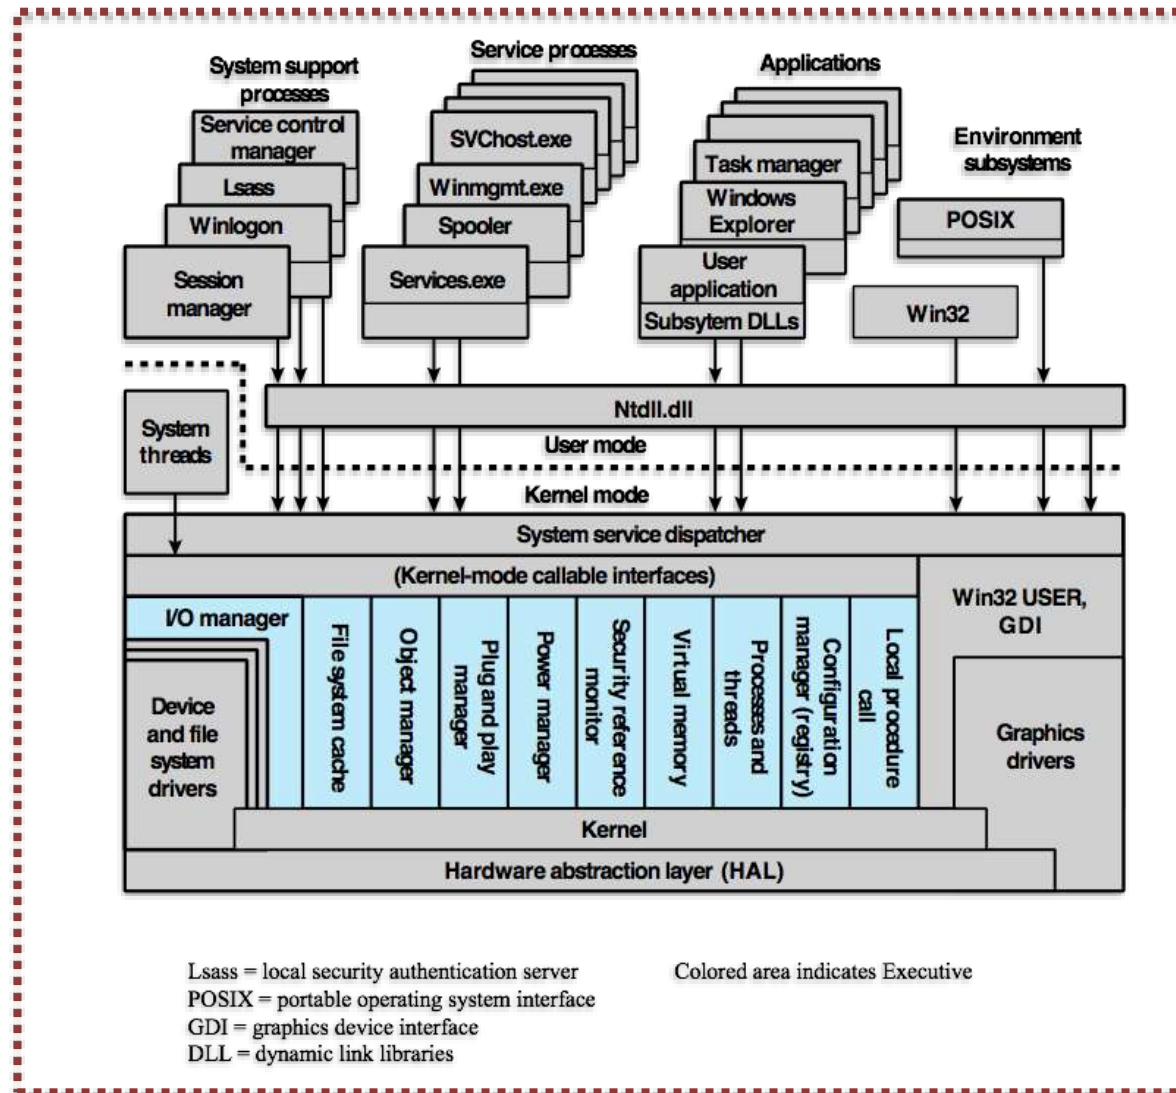 System support
processes
Service control
manager
Lsass
Winlogon
Session
manager
Service processes
SVChost.exe
Winmgmt.exe
Spooler
Services.exe
Applications
Task manager
Windows
Explorer
User
application
Subsytem DLLs
Environment
subsystems
POSIX
Win32
System
threads
Ntdll.dll
User mode
Kernel mode
System service dispatcher
(Kernel-mode callable interfaces)
Win32 USER,
GDI
I/O manager
Device
and file
system
drivers
File system cache
Object manager
Plug and play
manager
Power manager
Security reference
monitor
Virtual memory
Processes and
threads
Configuration
manager (registry)
Local procedure
call
Graphics
drivers
Kernel
Hardware abstraction layer (HAL)
Lsass = local security authentication server
POSIX = portable operating system interface
GDI = graphics device interface
DLL = dynamic link libraries
Colored area indicates Executive